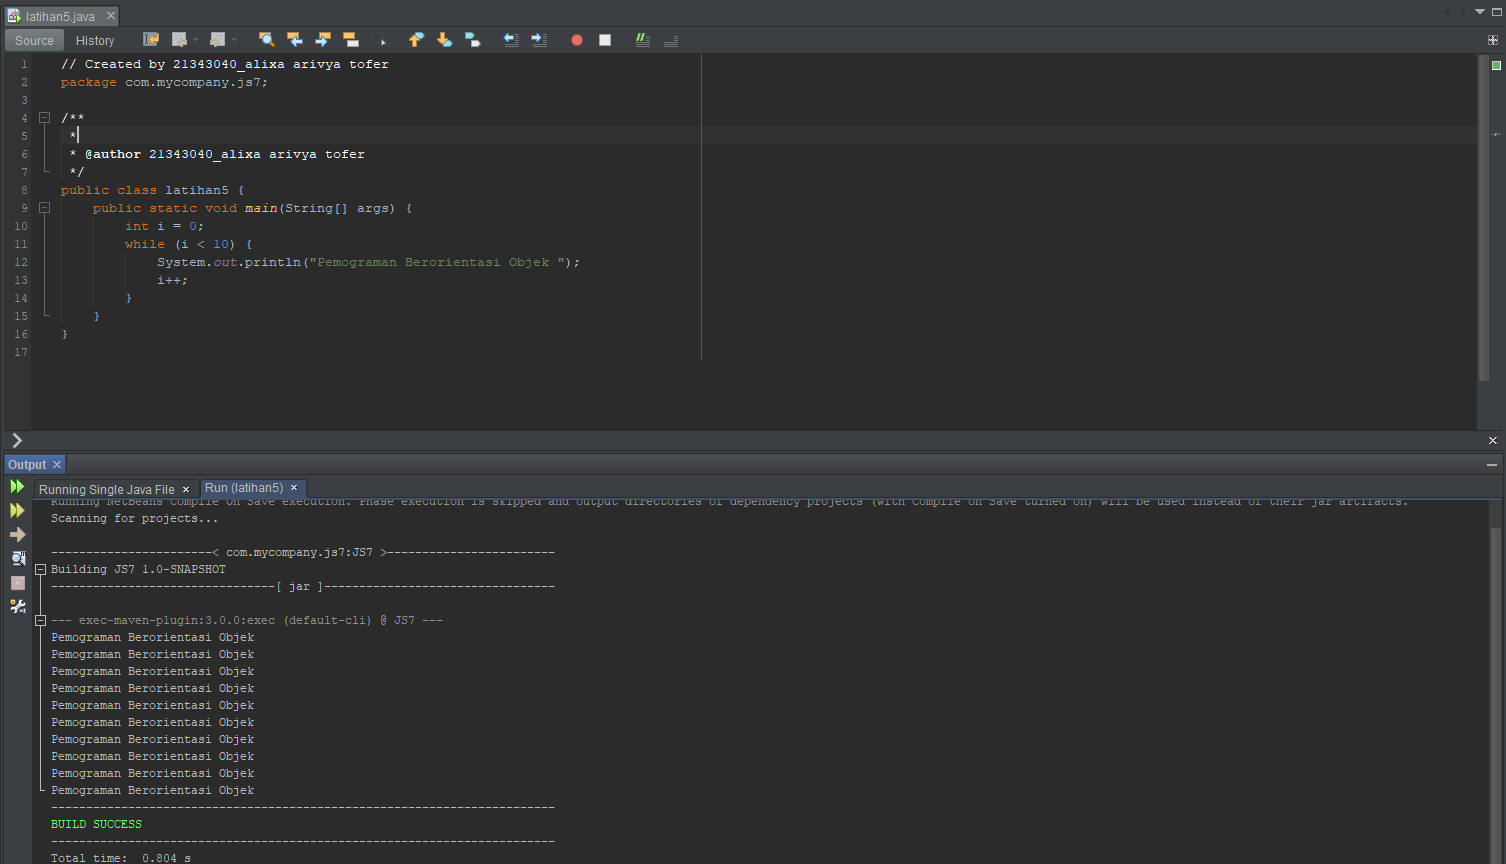 latihan5.java
Source History
1 // Created by 21343040_alixa arivya tofer
2 package com.mycompany.js7;
3
4 /**
5 *
6 * @author 21343040_alixa arivya tofer
7 */
8 public class latihan5 {
9 public static void main(String[] args) {
10 int i = 0;
11 while (i < 10) {
12 System.out.println("Pemograman Berorientasi Objek ");
13 i++;
14 }
15 }
16 }
17
Output
Running Single Java File Run (latihan5)
Running NetBeans Compile On Save execution. Phase execution is skipped and output directories of dependency projects (with Compile on Save turned on) will be used instead of their jar artifacts.
Scanning for projects...
-----------------------< com.mycompany.js7:JS7 >------------------------
Building JS7 1.0-SNAPSHOT
--------------------------------[ jar ]---------------------------------
--- exec-maven-plugin:3.0.0:exec (default-cli) @ JS7 ---
Pemograman Berorientasi Objek
Pemograman Berorientasi Objek
Pemograman Berorientasi Objek
Pemograman Berorientasi Objek
Pemograman Berorientasi Objek
Pemograman Berorientasi Objek
Pemograman Berorientasi Objek
Pemograman Berorientasi Objek
Pemograman Berorientasi Objek
Pemograman Berorientasi Objek
------------------------------------------------------------------------
BUILD SUCCESS
------------------------------------------------------------------------
Total time: 0.804 s